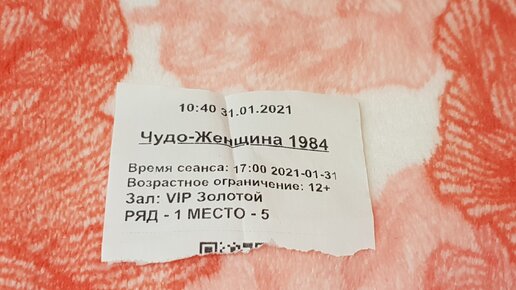 10:40 31.01.2021
Чудо-Женщина 1984
Время сеанса: 17:00 2021-01-31
Возрастное ограничение: 12+
Зал: VIP Золотой
РЯД - 1 МЕСТО - 5